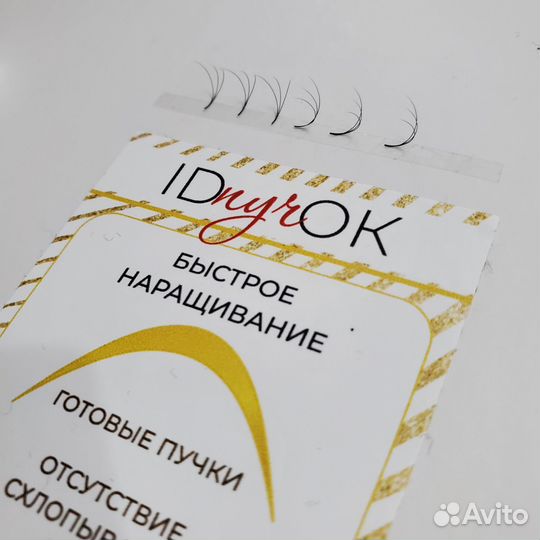 IDпучОК
БЫСТРОЕ
НАРАЩИВАНИЕ
ГОТОВЫЕ ПУЧКИ
ОТСУТСТВИЕ
Avito